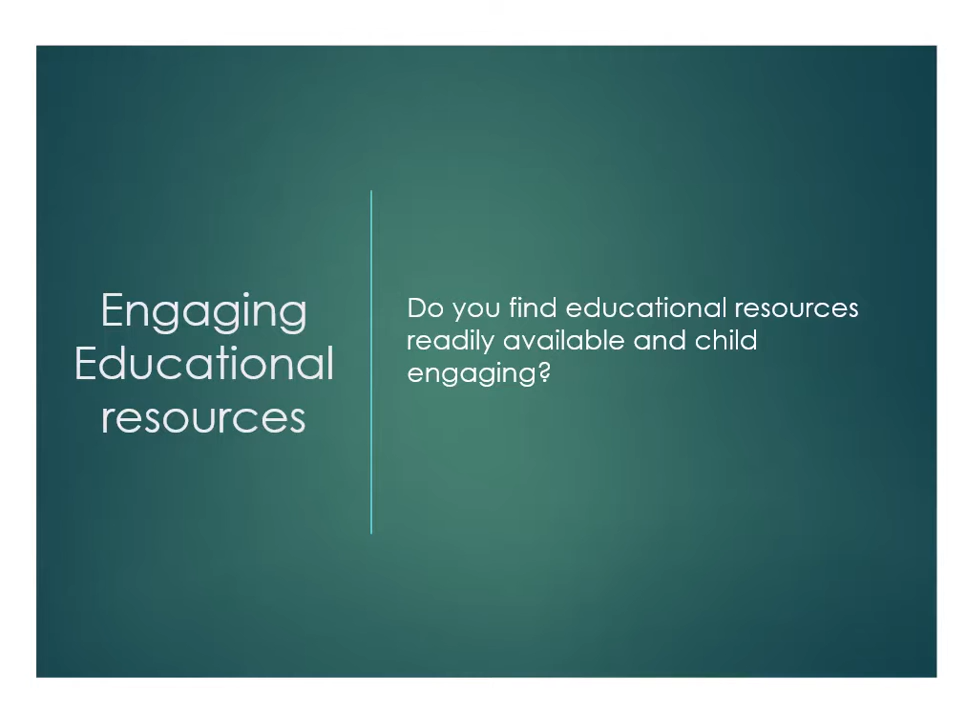 Engaging
Educational
resources
Do you find educational resources
readily available and child
engaging?